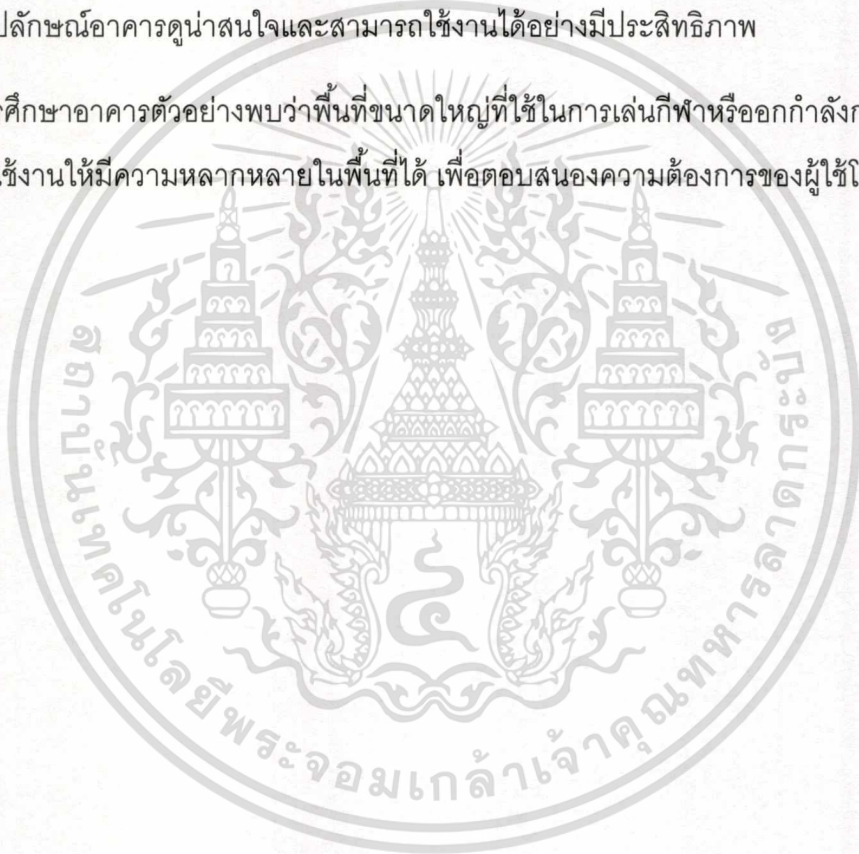 ปลักษณ์อาคารดูน่าสนใจและสามารถใช้งานได้อย่างมีประสิทธิภาพ
ศึกษาอาคารตัวอย่างพบว่าพื้นที่ขนาดใหญ่ที่ใช้ในการเล่นกีฬาหรือออกกำลังก
ใช้งานให้มีความหลากหลายในพื้นที่ได้ เพื่อตอบสนองความต้องการของผู้ใช้โ
สถาบันเทคโนโลยีพระจอมเกล้าเจ้าคุณทหารลาดกระบัง
๔